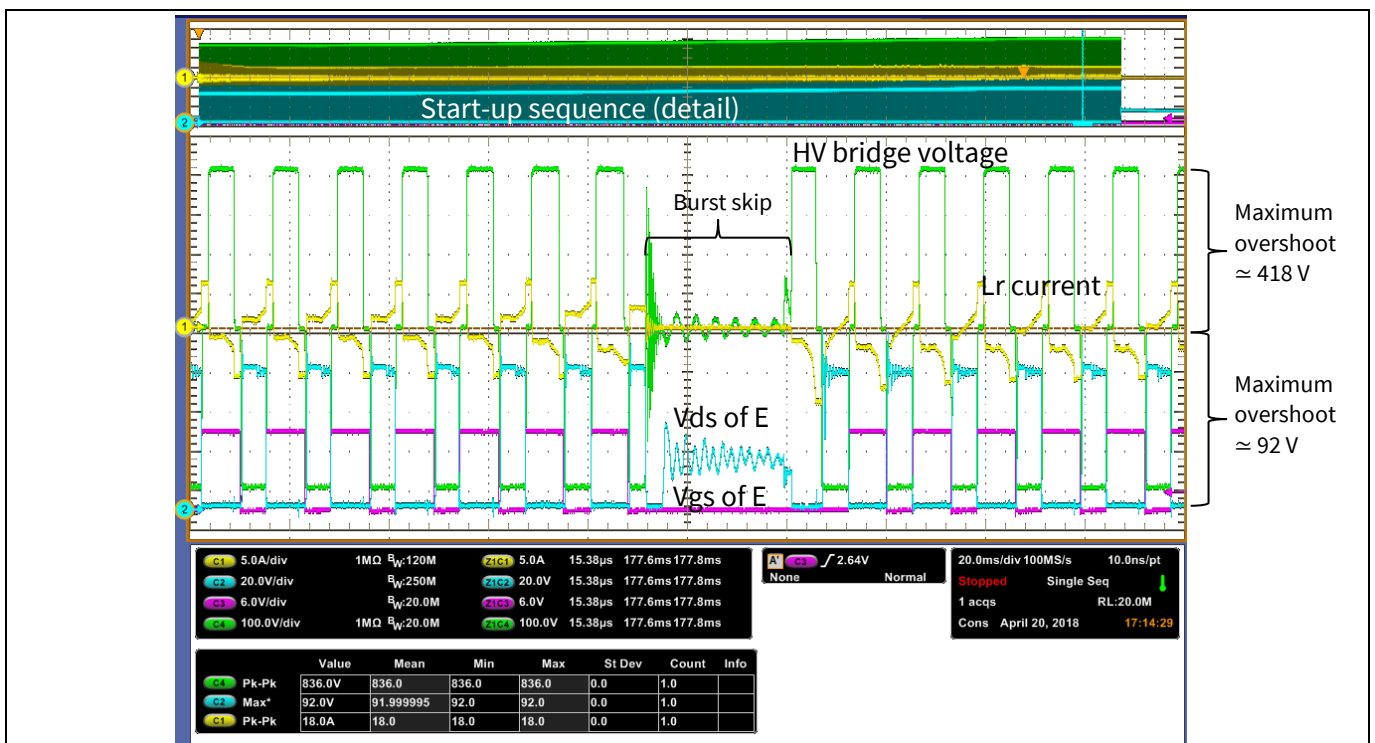 1
2
Start-up sequence (detail)
HV bridge voltage
Burst skip
Maximum
overshoot
≃ 418 V
Lr current
1
Maximum
overshoot
≃ 92 V
Vds of E
Vgs of E
2
C1 5.0A/div 1MΩ BW:120M Z1C1 5.0A 15.38µs 177.6ms 177.8ms
C2 20.0V/div BW:250M Z1C2 20.0V 15.38µs 177.6ms 177.8ms
C3 6.0V/div BW:20.0M Z1C3 6.0V 15.38µs 177.6ms 177.8ms
C4 100.0V/div 1MΩ BW:20.0M Z1C4 100.0V 15.38µs 177.6ms 177.8ms
A' C3 2.64V
None Normal
20.0ms/div 100MS/s 10.0ns/pt
Stopped Single Seq
1 acqs RL:20.0M
Cons April 20, 2018 17:14:29
Value Mean Min Max St Dev Count Info
C4 Pk-Pk 836.0V 836.0 836.0 836.0 0.0 1.0
C2 Max* 92.0V 91.999995 92.0 92.0 0.0 1.0
C1 Pk-Pk 18.0A 18.0 18.0 18.0 0.0 1.0